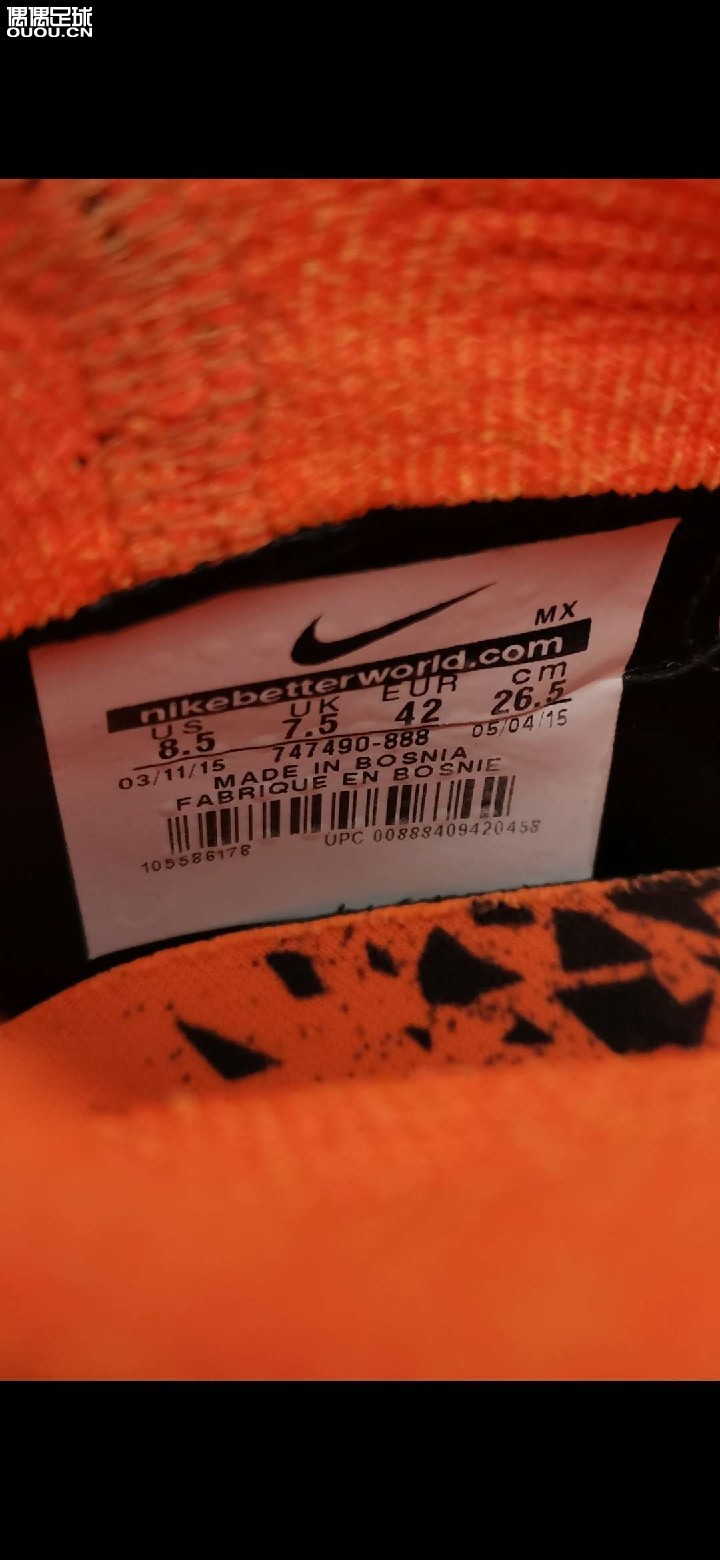 偶偶足球
OUOU.CN
MX
nikebetterworld.com
US UK EUR cm
8.5 7.5 42 26.5
03/11/15 747490-888 05/04/15
MADE IN BOSNIA
FABRIQUE EN BOSNIE
105586178 UPC 00888409420458